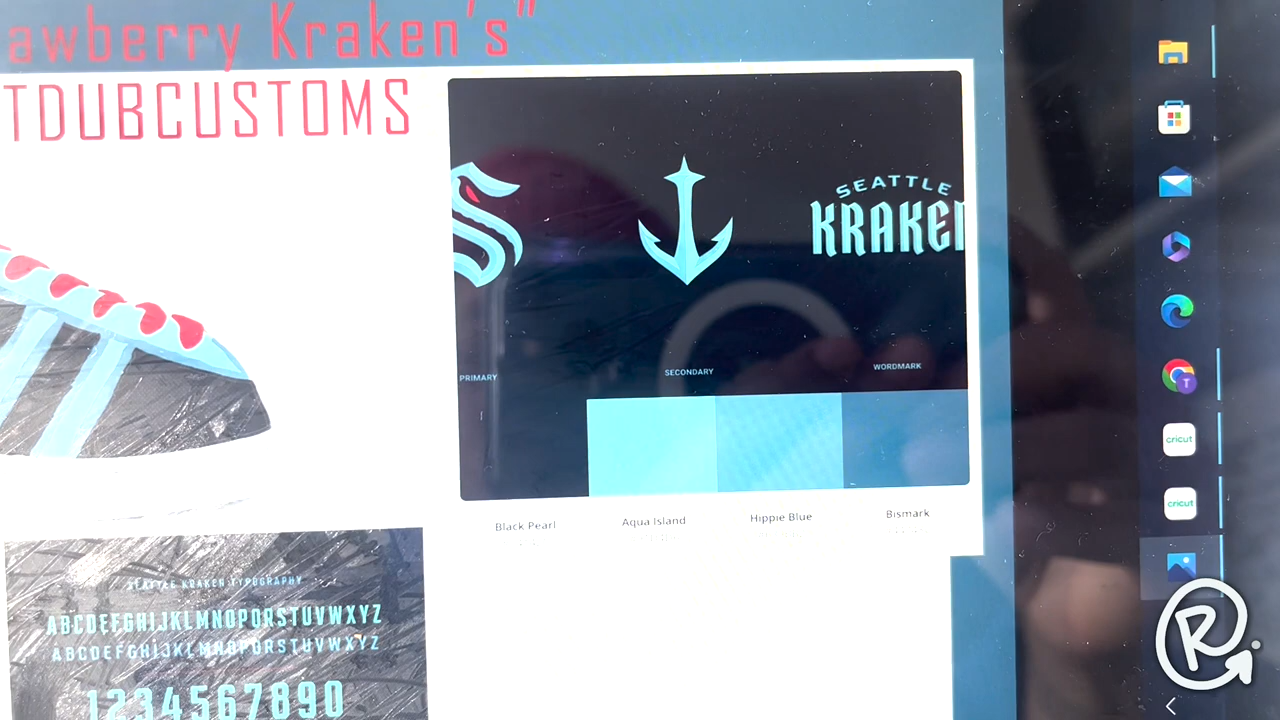 awberry Kraken's"
TDUBCUSTOMS
SEATTLE
KRAKEN
PRIMARY
SECONDARY
WORDMARK
Black Pearl
Aqua Island
Hippie Blue
Bismark
SEATTLE KRAKEN TYPOGRAPHY
ABCDEFGHIJKLMNOPQRSTUVWXYZ
ABCDEFGHIJKLMNOPQRSTUVWXYZ
1234567890
T
cricut
cricut
R